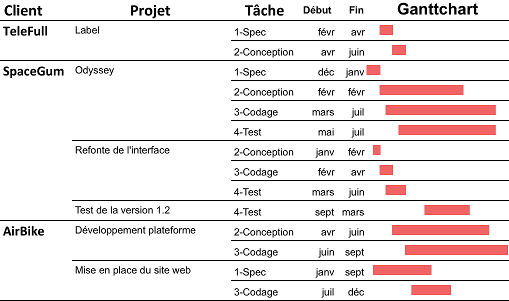 Client Projet Tâche Début Fin Ganttchart
TeleFull Label 1-Spec févr avr
2-Conception avr juin
SpaceGum Odyssey 1-Spec déc janv
2-Conception févr févr
3-Codage mars juil
4-Test mai juil
Refonte de l'interface 2-Conception janv févr
3-Codage févr avr
4-Test mars juin
Test de la version 1.2 4-Test sept mars
AirBike Développement plateforme 2-Conception avr juin
3-Codage juin sept
Mise en place du site web 1-Spec janv sept
3-Codage juil déc